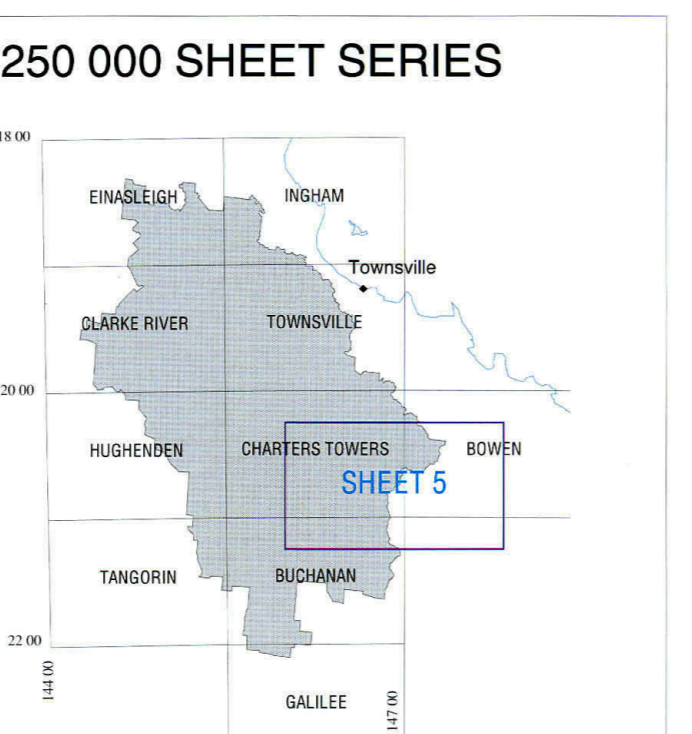 250 000 SHEET SERIES
18 00
EINASLEIGH
INGHAM
Townsville
CLARKE RIVER
TOWNSVILLE
20 00
HUGHENDEN
CHARTERS TOWERS
BOWEN
SHEET 5
TANGORIN
BUCHANAN
22 00
144 00
147 00
GALILEE